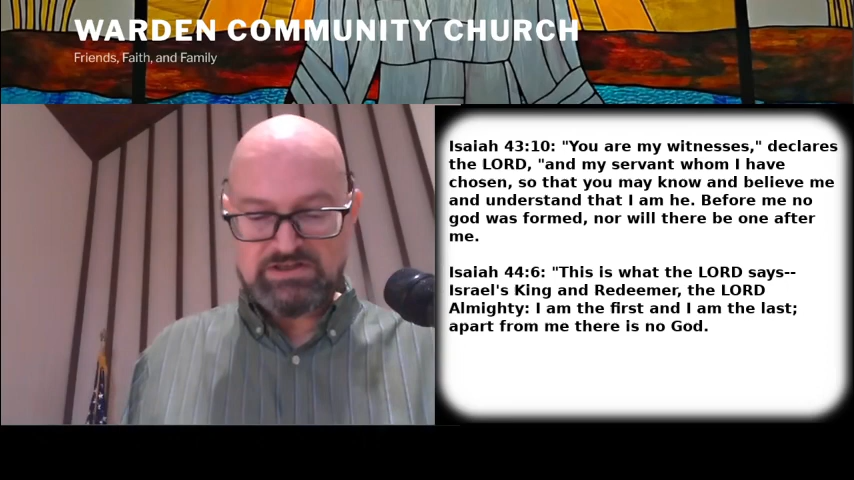 WARDEN COMMUNITY CHURCH
Friends, Faith, and Family
Isaiah 43:10: "You are my witnesses," declares
the LORD, "and my servant whom I have
chosen, so that you may know and believe me
and understand that I am he. Before me no
god was formed, nor will there be one after
me.
Isaiah 44:6: "This is what the LORD says--
Israel's King and Redeemer, the LORD
Almighty: I am the first and I am the last;
apart from me there is no God.